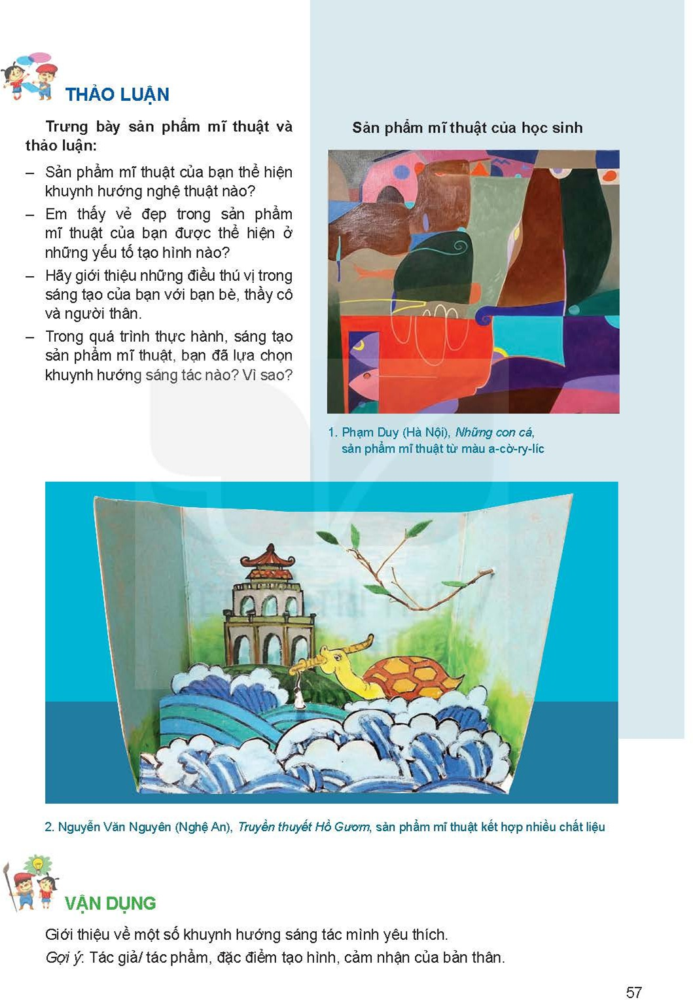 THẢO LUẬN
Trưng bày sản phẩm mĩ thuật và
thảo luận:
– Sản phẩm mĩ thuật của bạn thể hiện
khuynh hướng nghệ thuật nào?
– Em thấy vẻ đẹp trong sản phẩm
mĩ thuật của bạn được thể hiện ở
những yếu tố tạo hình nào?
– Hãy giới thiệu những điều thú vị trong
sáng tạo của bạn với bạn bè, thầy cô
và người thân.
– Trong quá trình thực hành, sáng tạo
sản phẩm mĩ thuật, bạn đã lựa chọn
khuynh hướng sáng tác nào? Vì sao?
Sản phẩm mĩ thuật của học sinh
1. Phạm Duy (Hà Nội), Những con cá,
sản phẩm mĩ thuật từ màu a-cờ-ry-líc
2. Nguyễn Văn Nguyên (Nghệ An), Truyền thuyết Hồ Gươm, sản phẩm mĩ thuật kết hợp nhiều chất liệu
VẬN DỤNG
Giới thiệu về một số khuynh hướng sáng tác mình yêu thích.
Gợi ý: Tác giả/ tác phẩm, đặc điểm tạo hình, cảm nhận của bản thân.
57